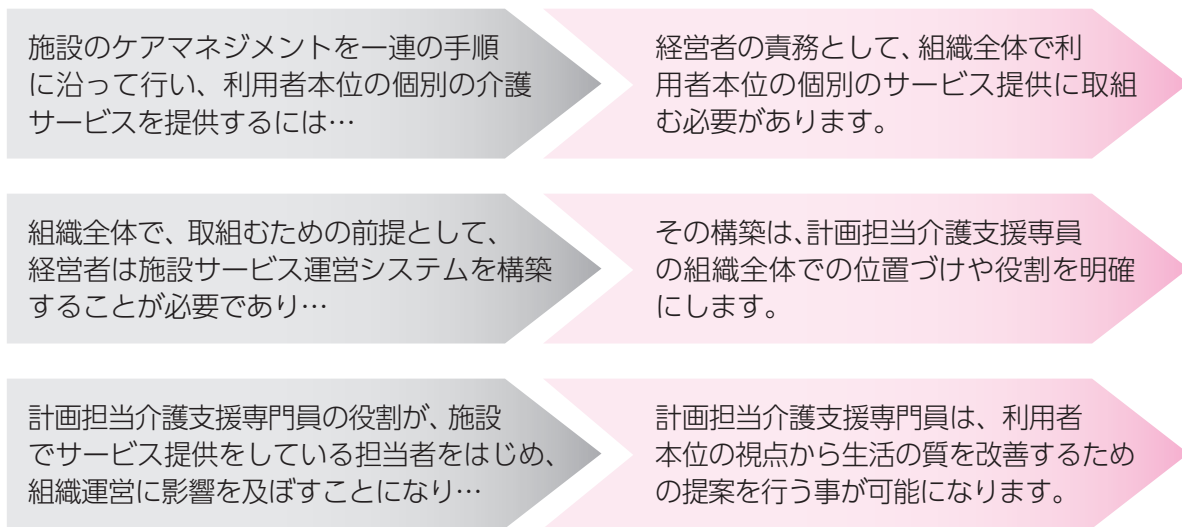 施設のケアマネジメントを一連の手順
に沿って行い、利用者本位の個別の介護
サービスを提供するには…
経営者の責務として、組織全体で利
用者本位の個別のサービス提供に取組
む必要があります。
組織全体で、取組むための前提として、
経営者は施設サービス運営システムを構築
することが必要であり…
その構築は、計画担当介護支援専員
の組織全体での位置づけや役割を明確
にします。
計画担当介護支援専門員の役割が、施設
でサービス提供をしている担当者をはじめ、
組織運営に影響を及ぼすことになり…
計画担当介護支援専門員は、利用者
本位の視点から生活の質を改善するため
の提案を行う事が可能になります。